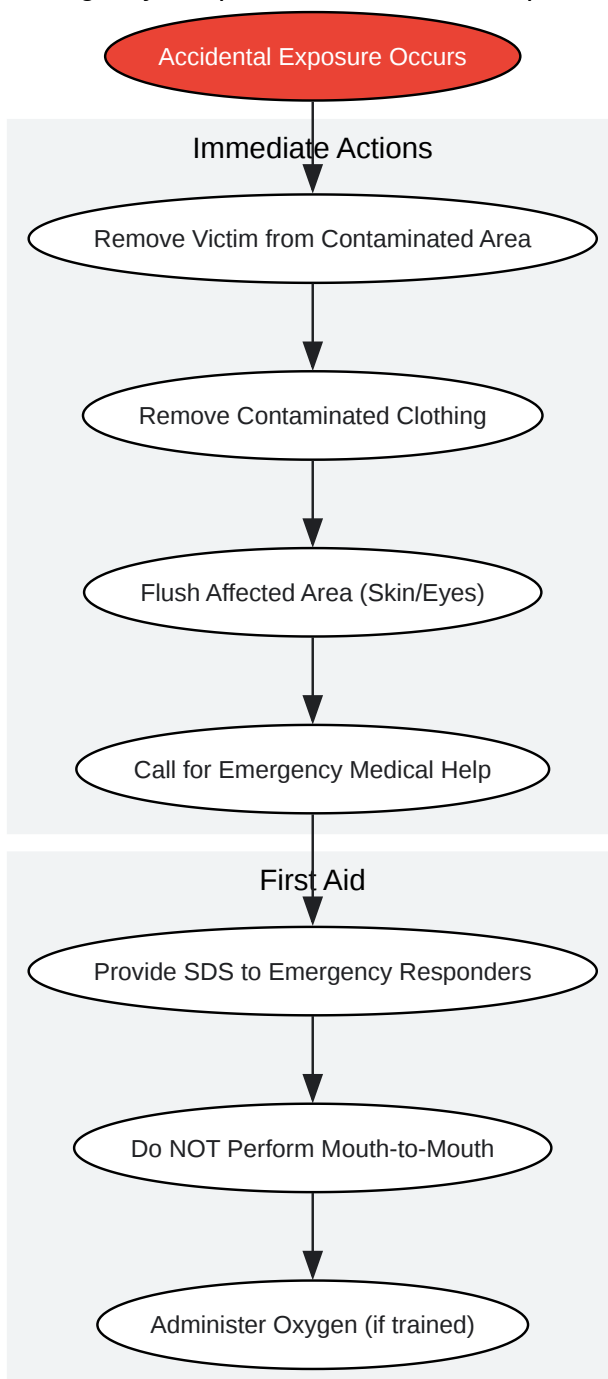 Accidental Exposure Occurs
Immediate Actions
Remove Victim from Contaminated Area
Remove Contaminated Clothing
Flush Affected Area (Skin/Eyes)
Call for Emergency Medical Help
First Aid
Provide SDS to Emergency Responders
Do NOT Perform Mouth-to-Mouth
Administer Oxygen (if trained)